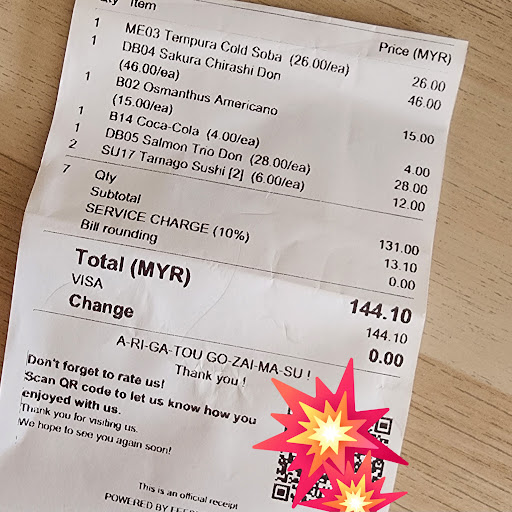 Qty Item Price (MYR)
1 ME03 Tempura Cold Soba (26.00/ea) 26.00
1 DB04 Sakura Chirashi Don 46.00
(46.00/ea)
1 B02 Osmanthus Americano 15.00
(15.00/ea)
1 B14 Coca-Cola (4.00/ea) 4.00
1 DB05 Salmon Trio Don (28.00/ea) 28.00
2 SU17 Tamago Sushi [2] (6.00/ea) 12.00
7 Qty
Subtotal 131.00
SERVICE CHARGE (10%) 13.10
Bill rounding 0.00
Total (MYR) 144.10
VISA 144.10
Change 0.00
A-RI-GA-TOU GO-ZAI-MA-SU !
Thank you !
Don't forget to rate us!
Scan QR code to let us know how you
enjoyed with us.
Thank you for visiting us.
We hope to see you again soon!
This is an official receipt
POWERED BY